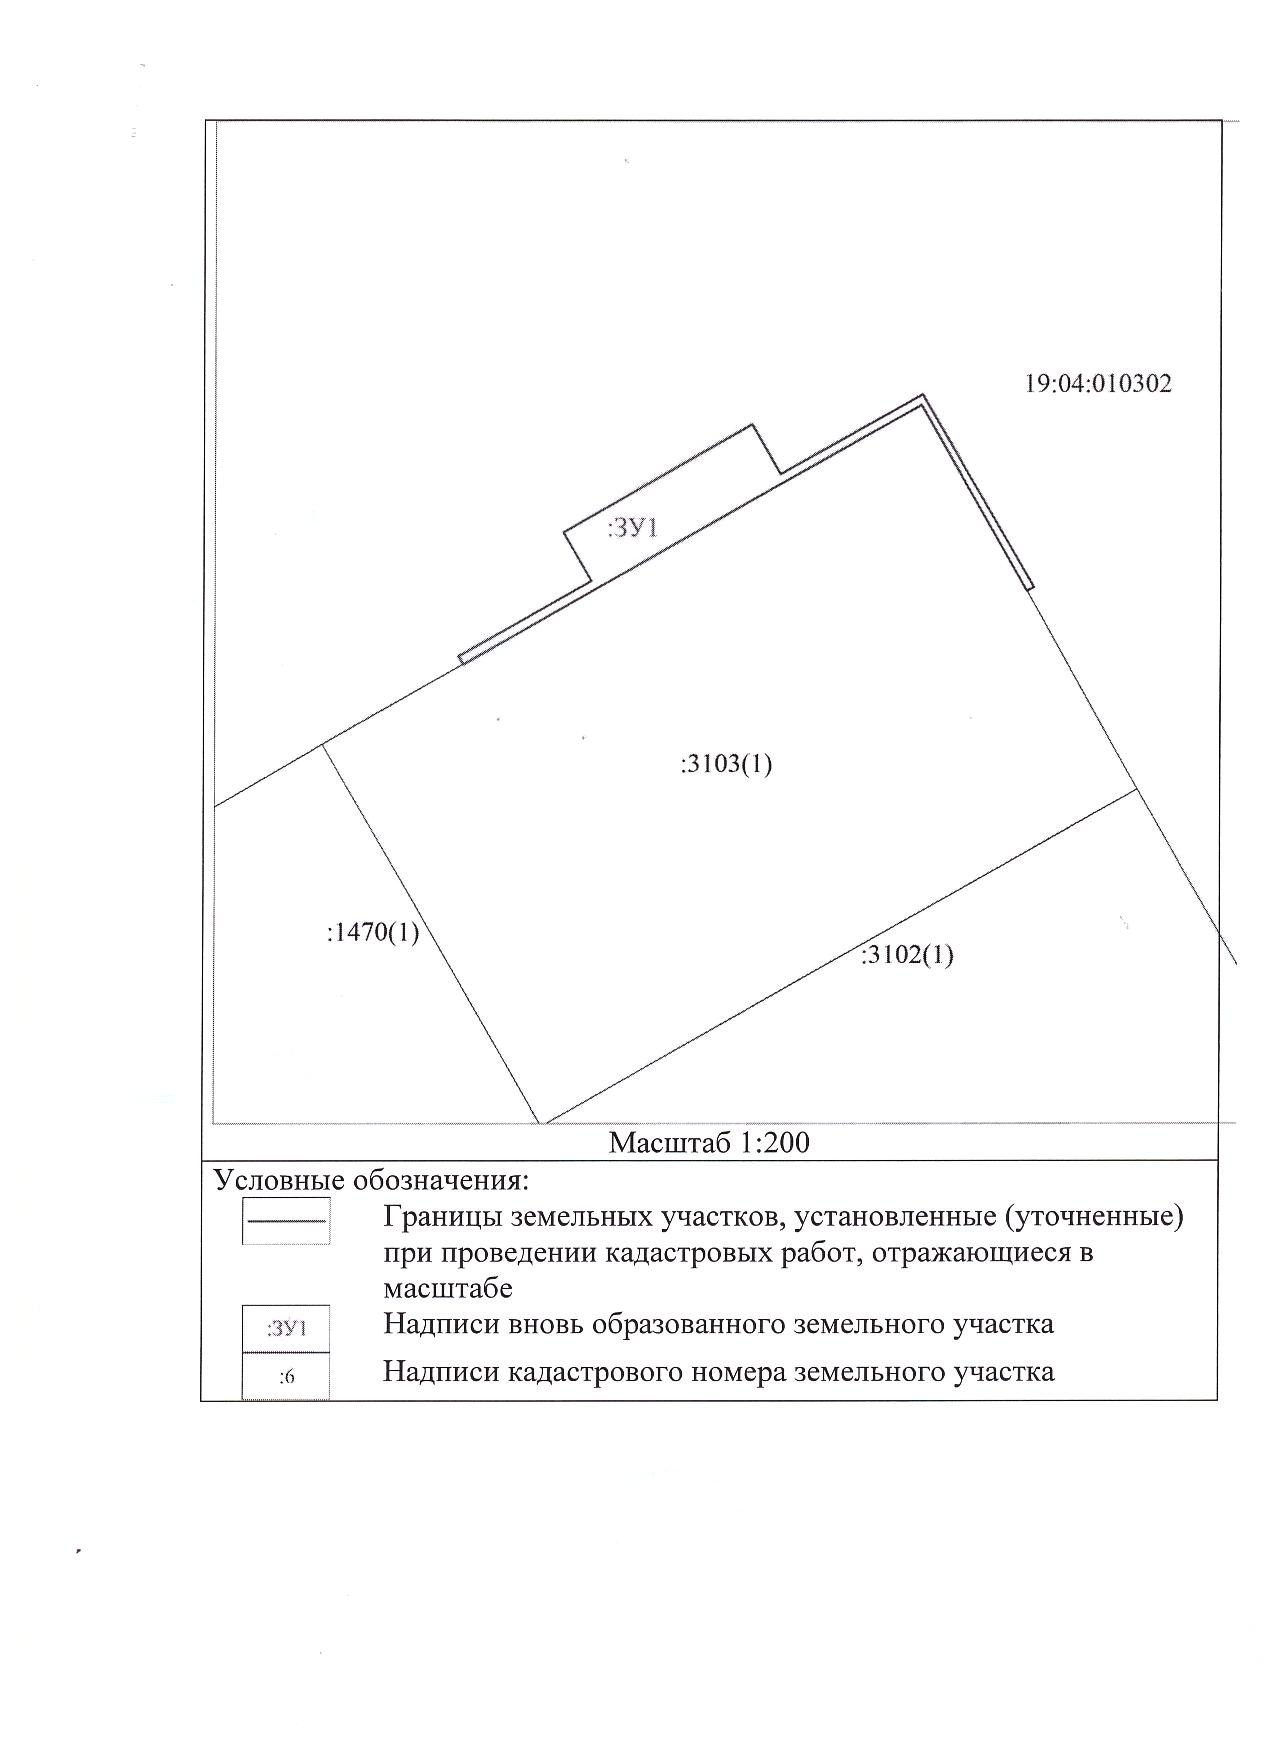 19:04:010302
:ЗУ1
:3103(1)
:1470(1)
:3102(1)
Масштаб 1:200
Условные обозначения:
Границы земельных участков, установленные (уточненные)
при проведении кадастровых работ, отражающиеся в
масштабе
:ЗУ1 Надписи вновь образованного земельного участка
:6 Надписи кадастрового номера земельного участка